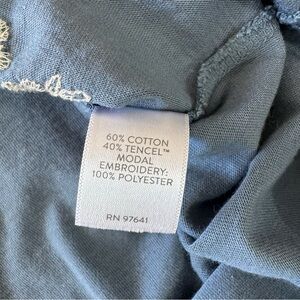 60% COTTON
40% TENCEL™
MODAL
EMBROIDERY:
100% POLYESTER
RN 97641